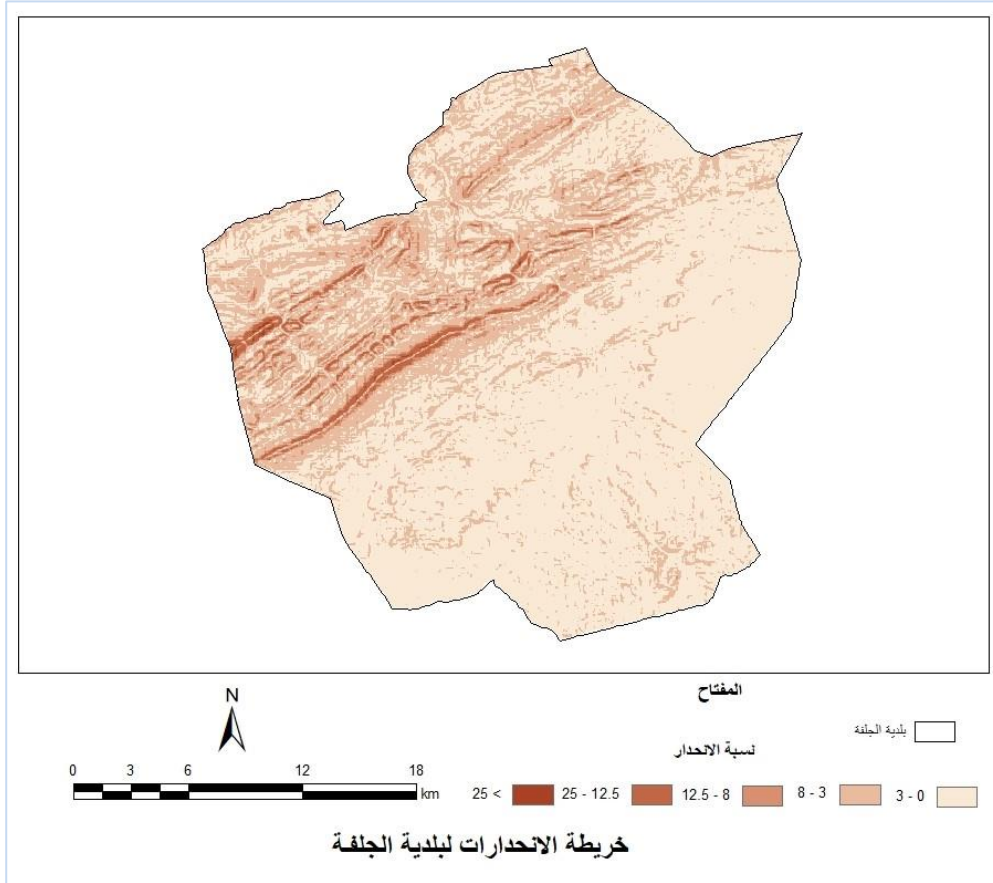 المفتاح
N
بلدية الجلفة
نسبة الانحدار
0 3 6 12 18
km
25 < 25 - 12.5 12.5 - 8 8 - 3 3 - 0
خريطة الانحدارات لبلدية الجلفة